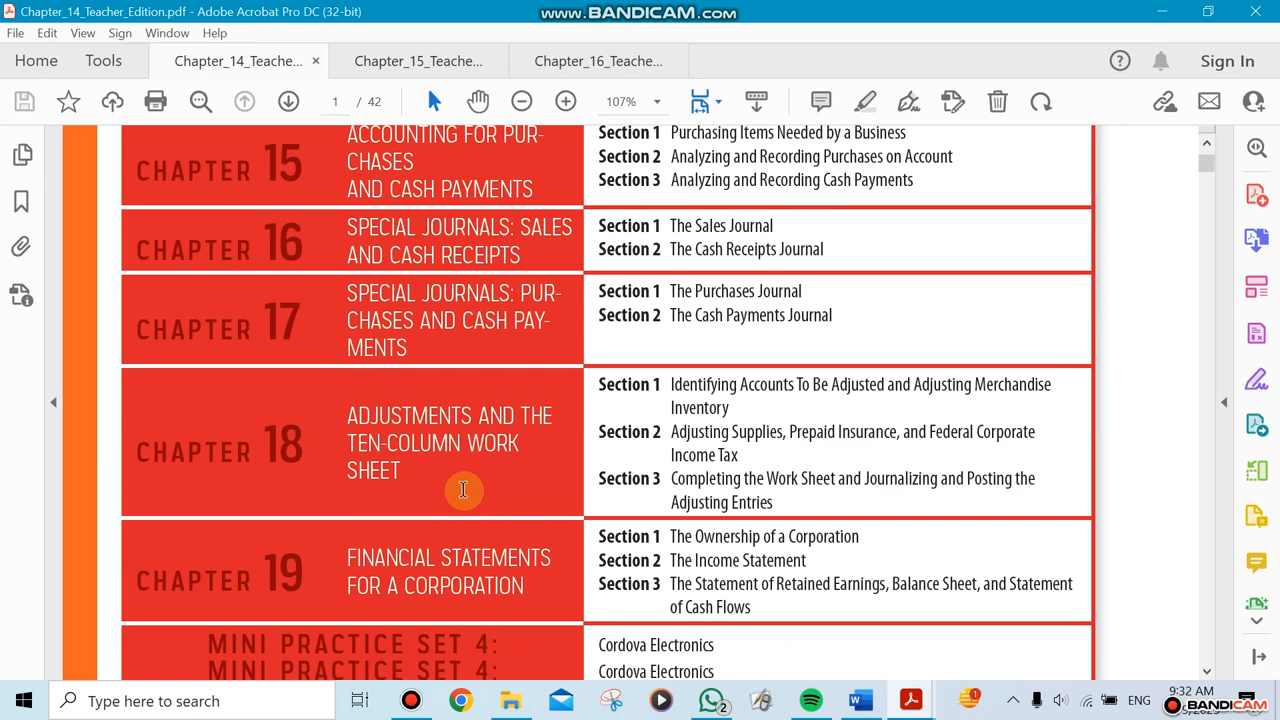 Chapter_14_Teacher_Edition.pdf - Adobe Acrobat Pro DC (32-bit)
www.BANDICAM.com
File Edit View Sign Window Help
Home Tools Chapter_14_Teache... × Chapter_15_Teache... Chapter_16_Teache... Sign In
1 / 42 107%
CHAPTER 15
ACCOUNTING FOR PUR-
CHASES
AND CASH PAYMENTS
Section 1 Purchasing Items Needed by a Business
Section 2 Analyzing and Recording Purchases on Account
Section 3 Analyzing and Recording Cash Payments
CHAPTER 16
SPECIAL JOURNALS: SALES
AND CASH RECEIPTS
Section 1 The Sales Journal
Section 2 The Cash Receipts Journal
CHAPTER 17
SPECIAL JOURNALS: PUR-
CHASES AND CASH PAY-
MENTS
Section 1 The Purchases Journal
Section 2 The Cash Payments Journal
CHAPTER 18
ADJUSTMENTS AND THE
TEN-COLUMN WORK
SHEET
Section 1 Identifying Accounts To Be Adjusted and Adjusting Merchandise
Inventory
Section 2 Adjusting Supplies, Prepaid Insurance, and Federal Corporate
Income Tax
Section 3 Completing the Work Sheet and Journalizing and Posting the
Adjusting Entries
CHAPTER 19
FINANCIAL STATEMENTS
FOR A CORPORATION
Section 1 The Ownership of a Corporation
Section 2 The Income Statement
Section 3 The Statement of Retained Earnings, Balance Sheet, and Statement
of Cash Flows
MINI PRACTICE SET 4:
Cordova Electronics
MINI PRACTICE SET 4:
Cordova Electronics
Type here to search
2
1
ENG
9:32 AM
BANDICAM